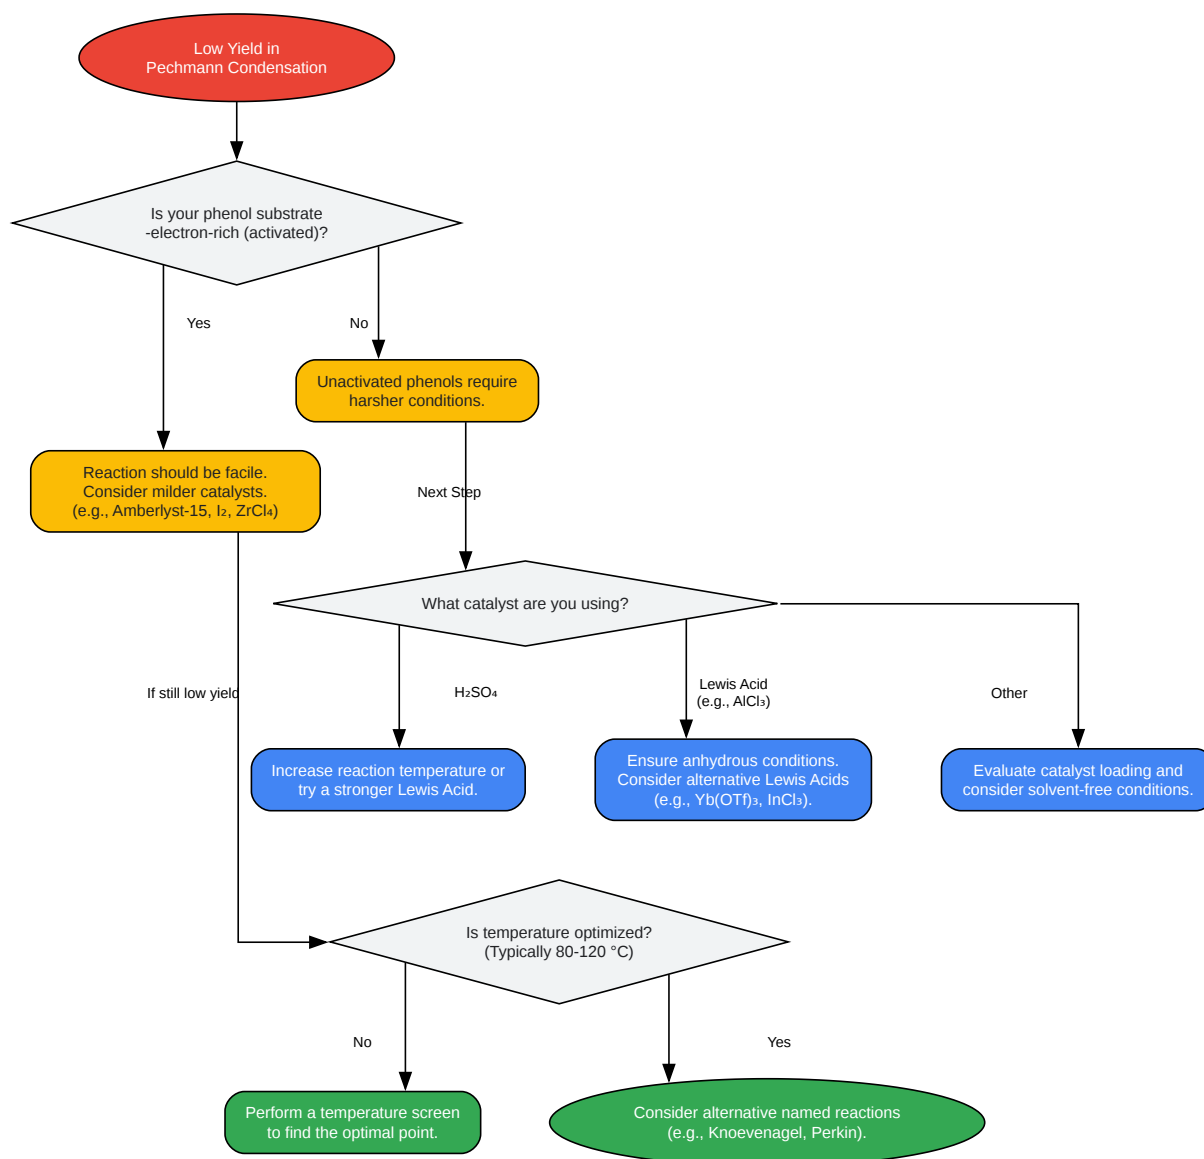 Low Yield in
Pechmann Condensation
Is your phenol substrate
-electron-rich (activated)?
Yes
No
Unactivated phenols require
harsher conditions.
Reaction should be facile.
Consider milder catalysts.
(e.g., Amberlyst-15, I₂, ZrCl₄)
Next Step
What catalyst are you using?
If still low yield
H₂SO₄
Lewis Acid
(e.g., AlCl₃)
Other
Increase reaction temperature or
try a stronger Lewis Acid.
Ensure anhydrous conditions.
Consider alternative Lewis Acids
(e.g., Yb(OTf)₃, InCl₃).
Evaluate catalyst loading and
consider solvent-free conditions.
Is temperature optimized?
(Typically 80-120 °C)
No
Yes
Perform a temperature screen
to find the optimal point.
Consider alternative named reactions
(e.g., Knoevenagel, Perkin).